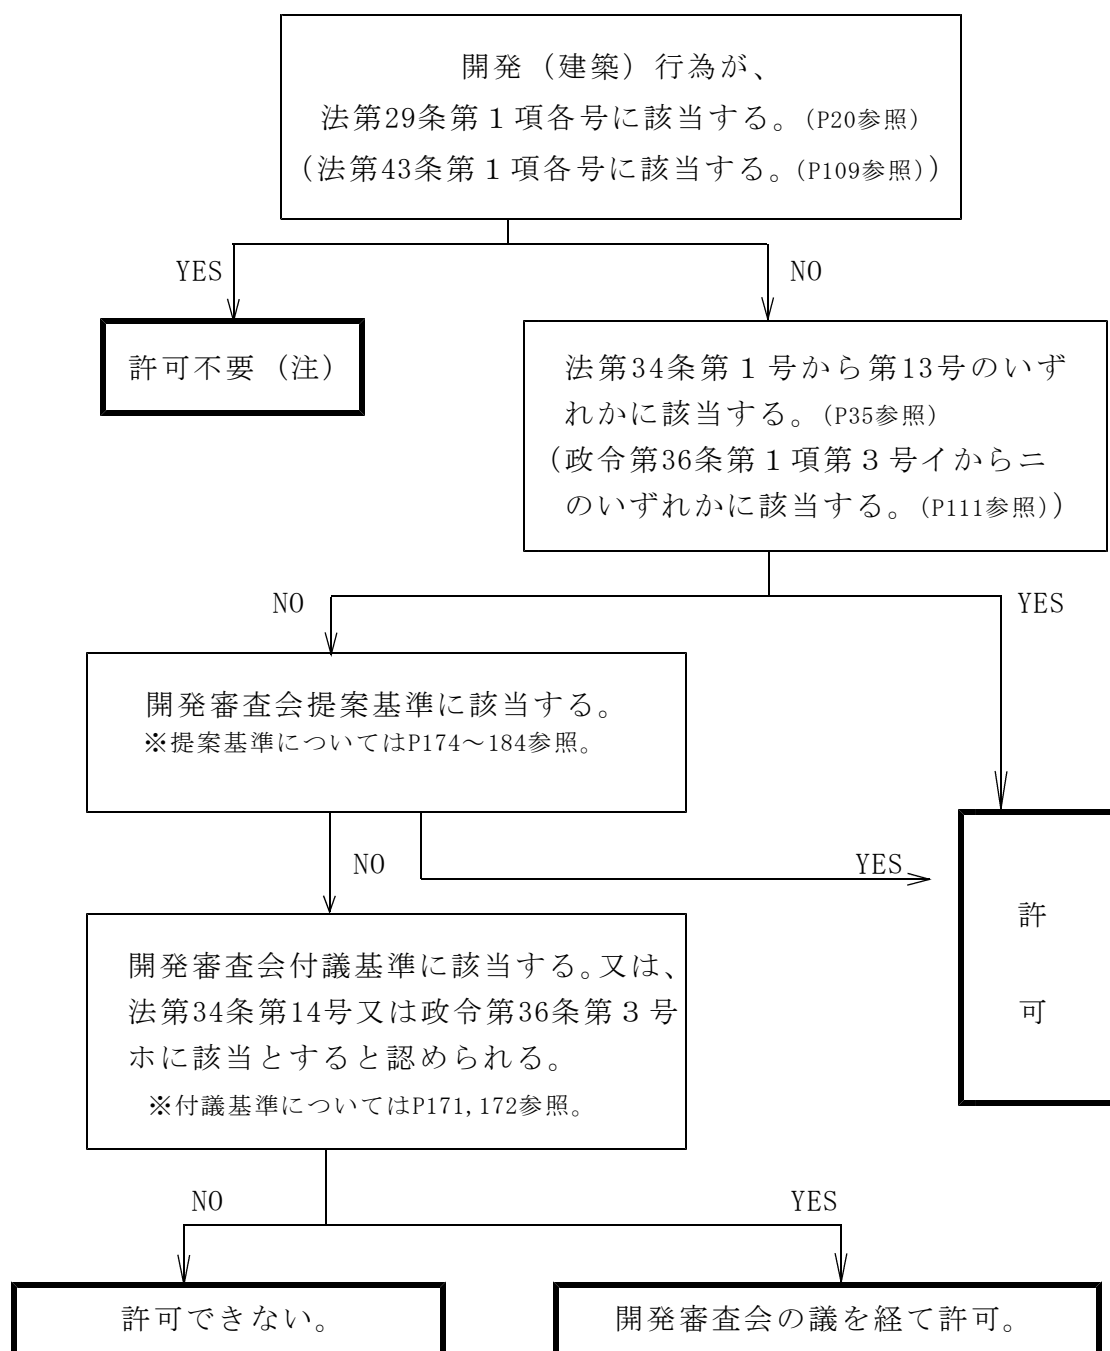 開発（建築）行為が、
法第29条第１項各号に該当する。(P20参照)
(法第43条第１項各号に該当する。(P109参照))
YES
NO
許可不要（注）
法第34条第１号から第13号のいず
れかに該当する。(P35参照)
(政令第36条第１項第３号イからニ
のいずれかに該当する。(P111参照))
NO
YES
開発審査会提案基準に該当する。
※提案基準についてはP174～184参照。
NO
YES
許
可
開発審査会付議基準に該当する。又は、
法第34条第14号又は政令第36条第３号
ホに該当とすると認められる。
※付議基準についてはP171,172参照。
NO
YES
許可できない。
開発審査会の議を経て許可。